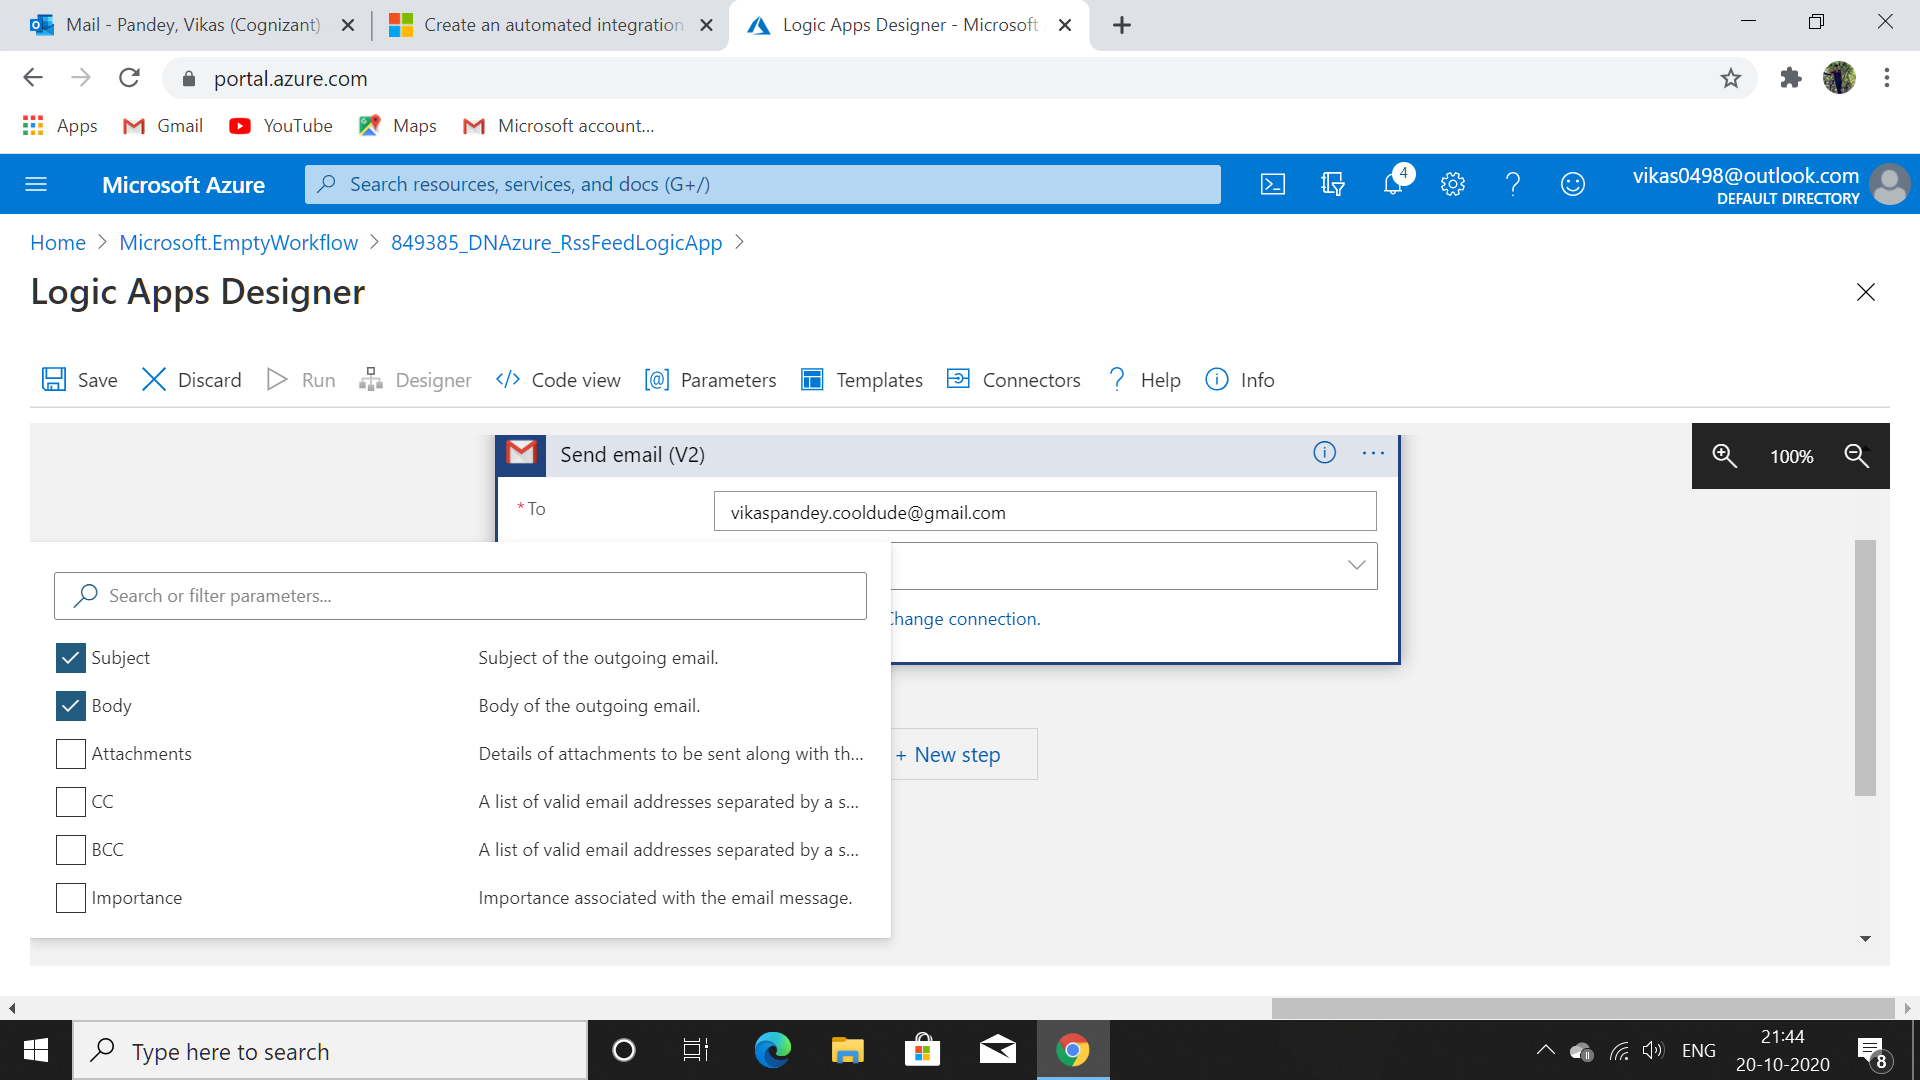 Mail - Pandey, Vikas (Cognizant)
Create an automated integration
Logic Apps Designer - Microsoft
portal.azure.com
Apps
Gmail
YouTube
Maps
Microsoft account...
Microsoft Azure
Search resources, services, and docs (G+/)
4
vikas0498@outlook.com
DEFAULT DIRECTORY
Home > Microsoft.EmptyWorkflow > 849385_DNAzure_RssFeedLogicApp >
Logic Apps Designer
Save
Discard
Run
Designer
Code view
Parameters
Templates
Connectors
Help
Info
Send email (V2)
100%
* To
vikaspandey.cooldude@gmail.com
Search or filter parameters...
Change connection.
Subject
Subject of the outgoing email.
Body
Body of the outgoing email.
Attachments
Details of attachments to be sent along with th...
+ New step
CC
A list of valid email addresses separated by a s...
BCC
A list of valid email addresses separated by a s...
Importance
Importance associated with the email message.
Type here to search
ENG
21:44
20-10-2020
8